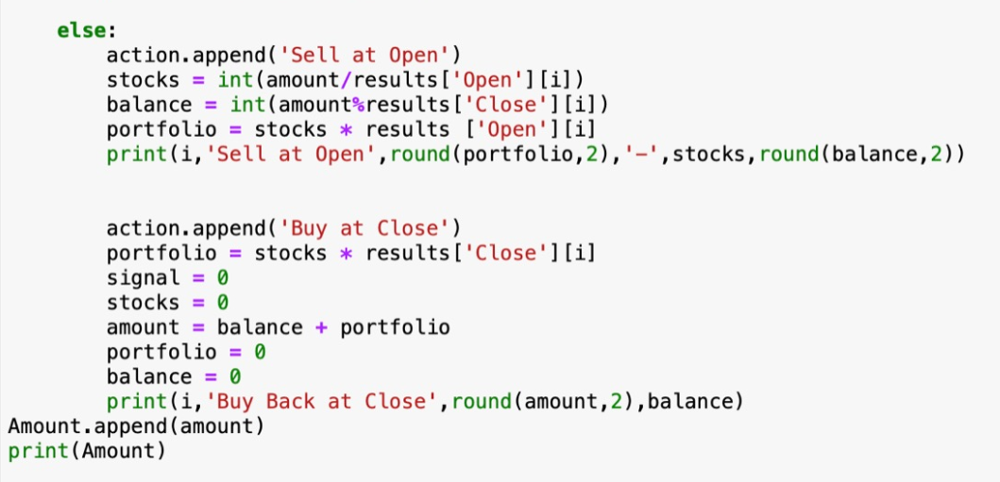 else:
action.append('Sell at Open')
stocks = int(amount/results['Open'][i])
balance = int(amount%results['Close'][i])
portfolio = stocks * results ['Open'][i]
print(i,'Sell at Open',round(portfolio,2),'-',stocks,round(balance,2))
action.append('Buy at Close')
portfolio = stocks * results['Close'][i]
signal = 0
stocks = 0
amount = balance + portfolio
portfolio = 0
balance = 0
print(i,'Buy Back at Close',round(amount,2),balance)
Amount.append(amount)
print(Amount)